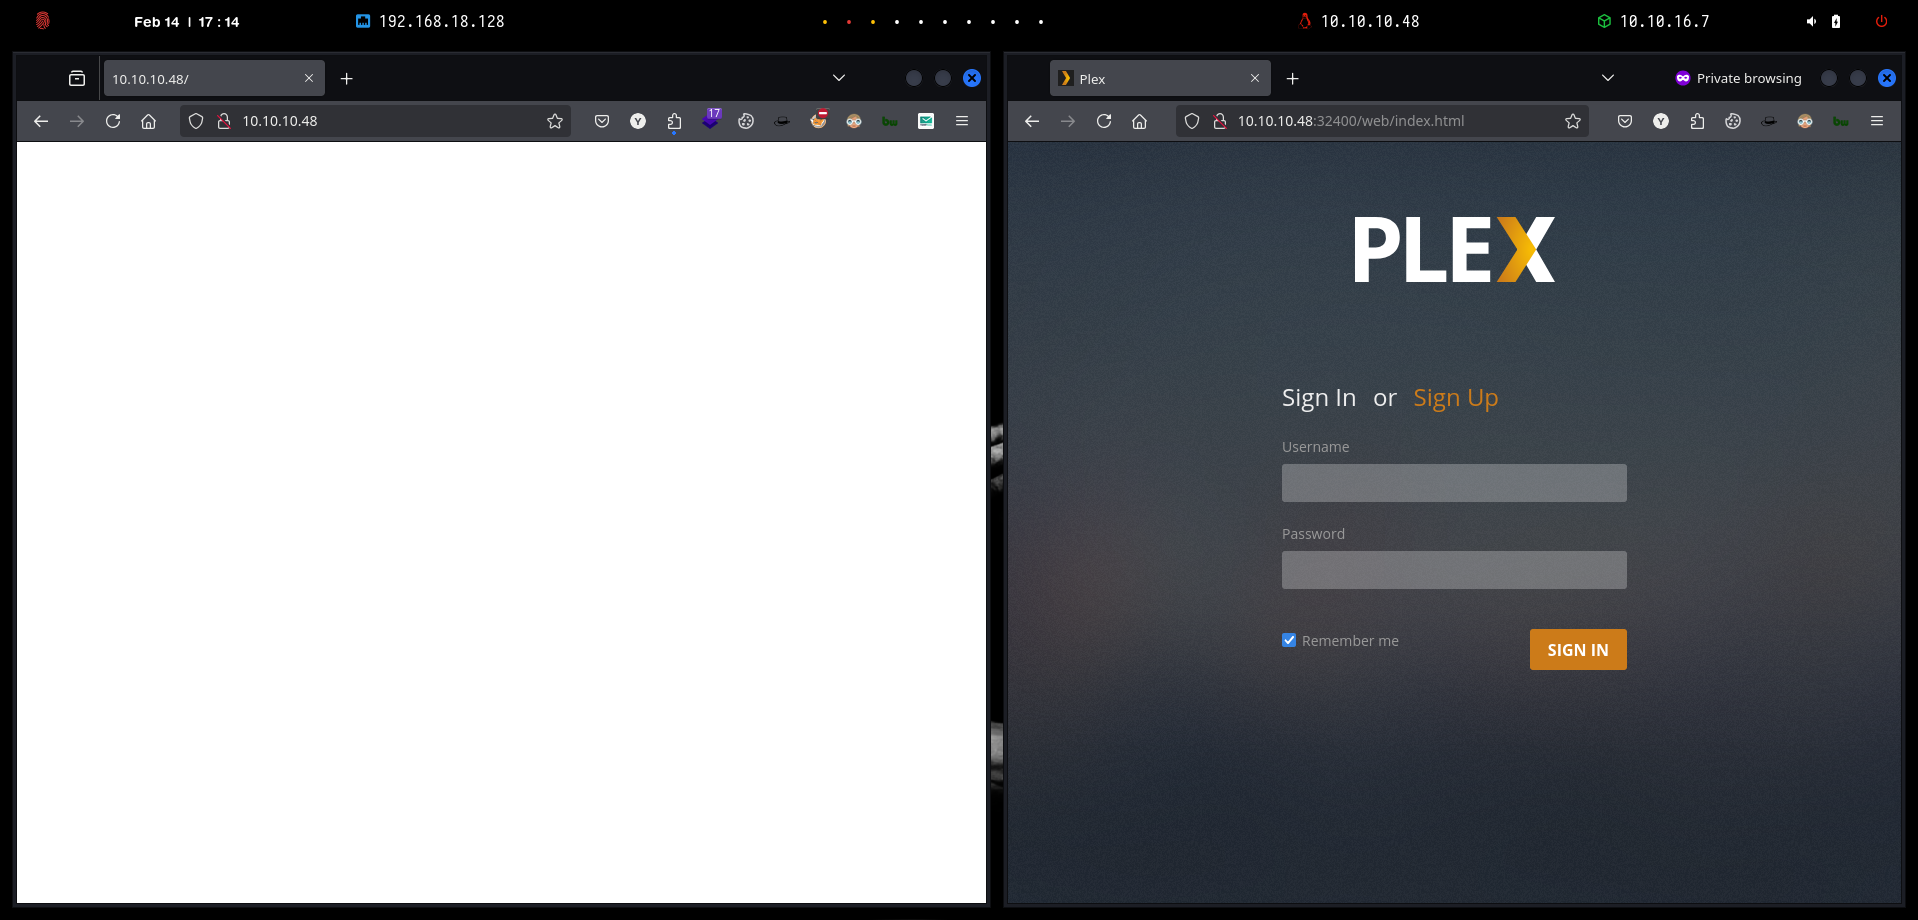 Feb 14 | 17 : 14
192.168.18.128
10.10.10.48
10.10.16.7
10.10.10.48/
10.10.10.48
17
Y
bw
Plex
Private browsing
10.10.10.48:32400/web/index.html
Y
bw
PLEX
Sign In or Sign Up
Username
Password
Remember me
SIGN IN